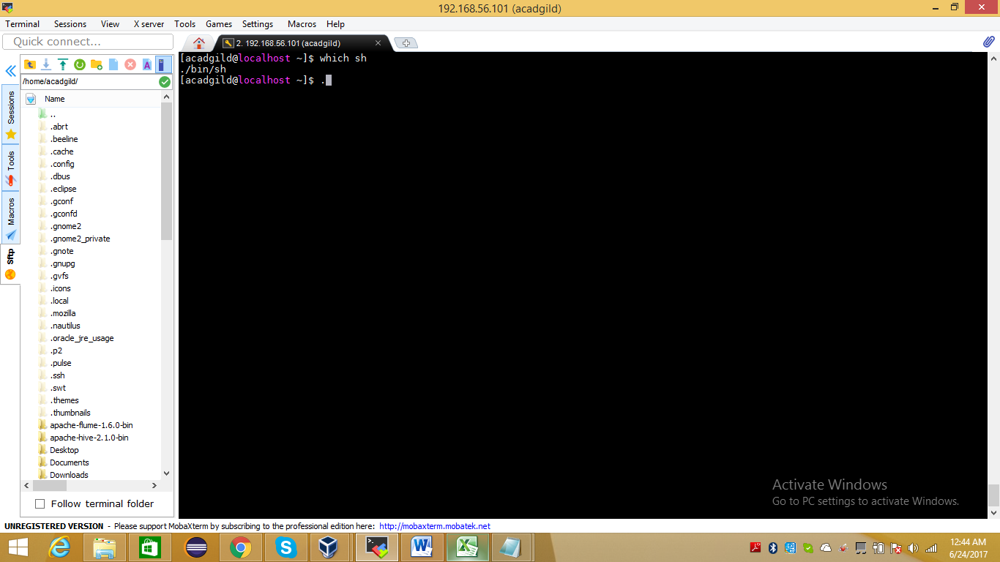 192.168.56.101 (acadgild)
Terminal Sessions View X server Tools Games Settings Macros Help
Quick connect...
2. 192.168.56.101 (acadgild)
/home/acadgild/
Name
..
.abrt
.beeline
.cache
.config
.dbus
.eclipse
.gconf
.gconfd
.gnome2
.gnome2_private
.gnote
.gnupg
.gvfs
.icons
.local
.mozilla
.nautilus
.oracle_jre_usage
.p2
.pulse
.ssh
.swt
.themes
.thumbnails
apache-flume-1.6.0-bin
apache-hive-2.1.0-bin
Desktop
Documents
Downloads
Follow terminal folder
Sessions
Tools
Macros
Sftp
[acadgild@localhost ~]$ which sh
./bin/sh
[acadgild@localhost ~]$ .
Activate Windows
Go to PC settings to activate Windows.
UNREGISTERED VERSION - Please support MobaXterm by subscribing to the professional edition here: http://mobaxterm.mobatek.net
12:44 AM
6/24/2017